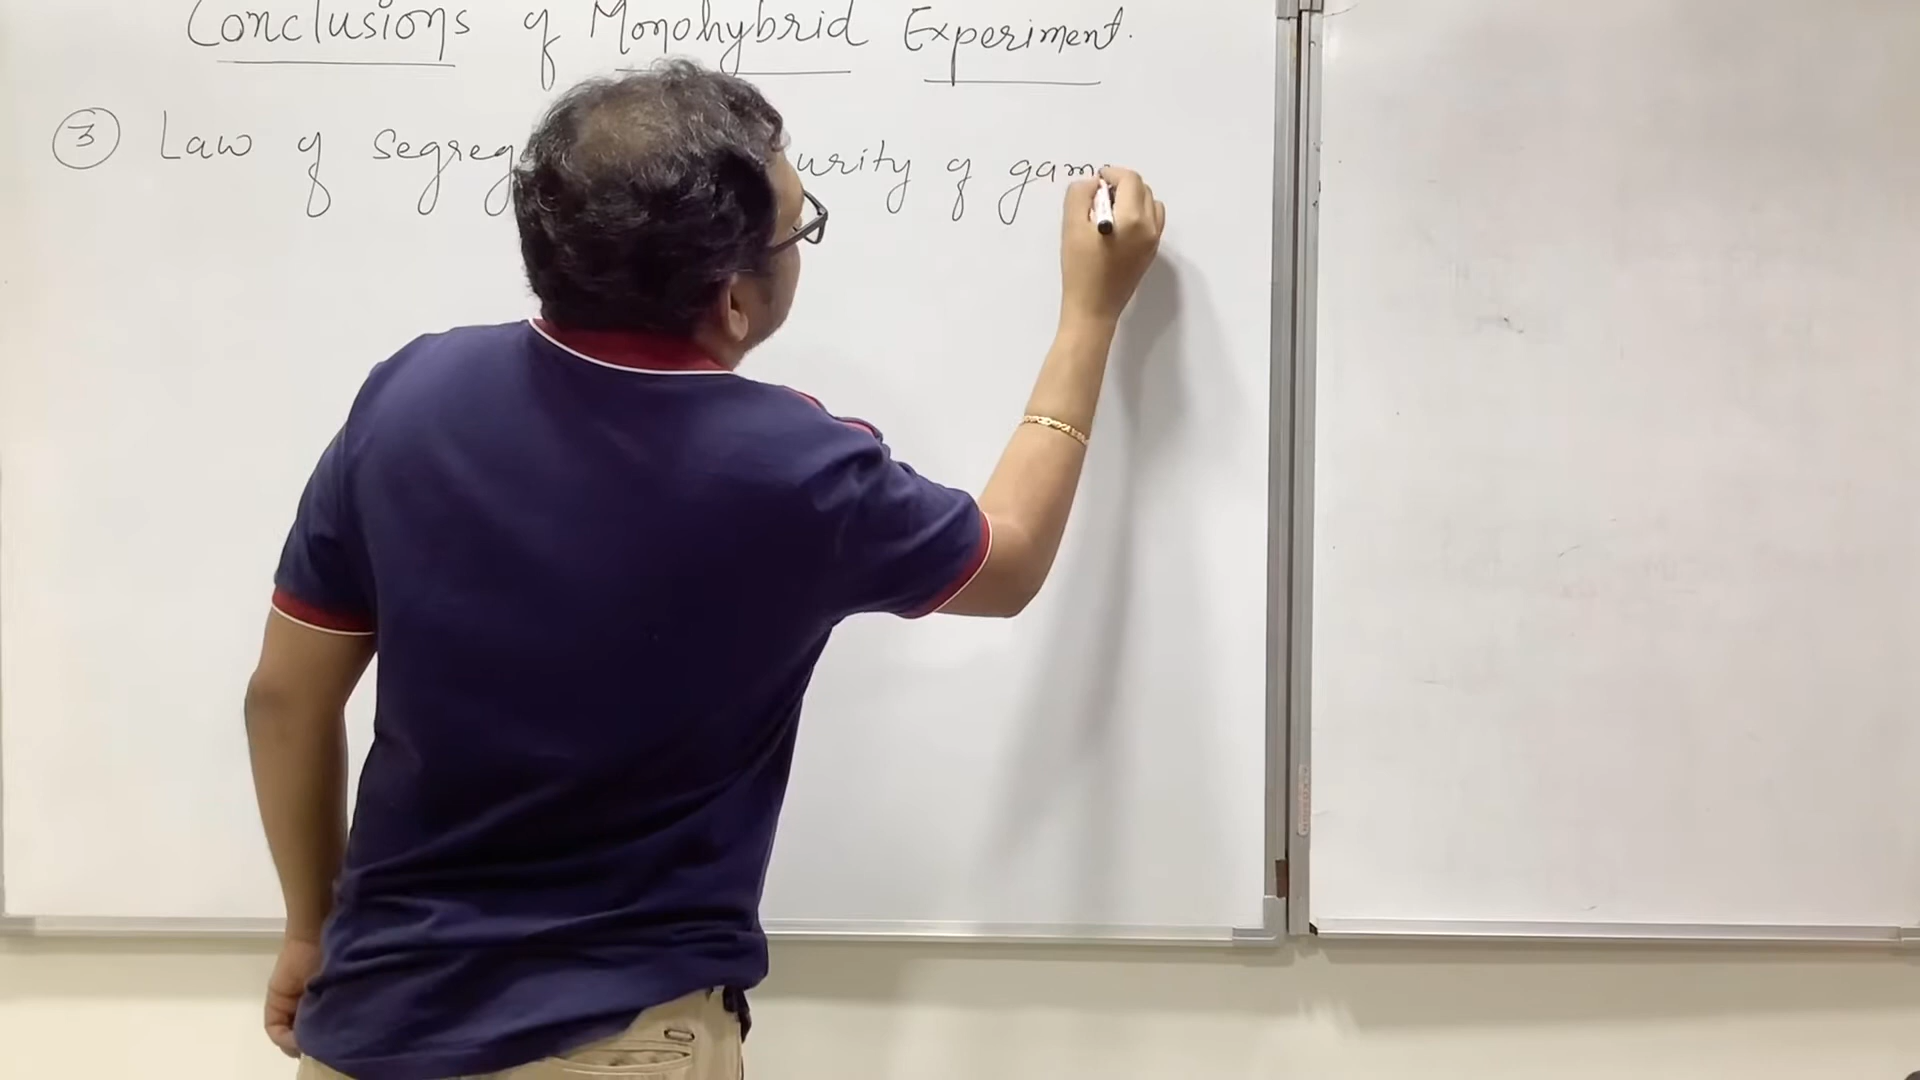 Conclusions of Monohybrid Experiment.
③ Law of segreg urity of gam